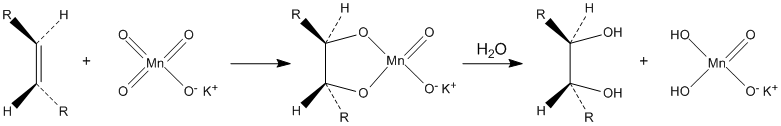 R H O O O Mn O⁻ K⁺ + H R
R H O O Mn O O⁻ K⁺ H R
H₂O
R H OH OH H R + HO HO Mn O O⁻ K⁺